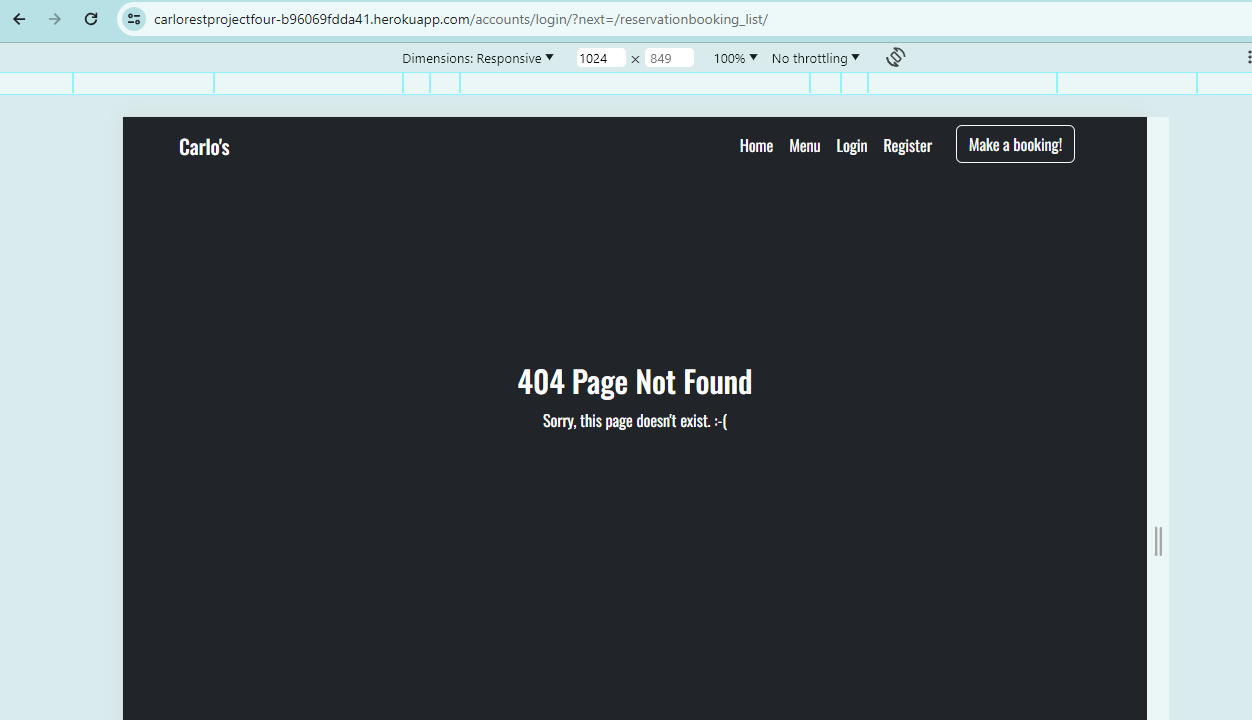 carlorestprojectfour-b96069fdda41.herokuapp.com/accounts/login/?next=/reservationbooking_list/
Dimensions: Responsive ▼ 1024 × 849 100% ▼ No throttling ▼
Carlo's Home Menu Login Register Make a booking!
404 Page Not Found
Sorry, this page doesn't exist. :-(